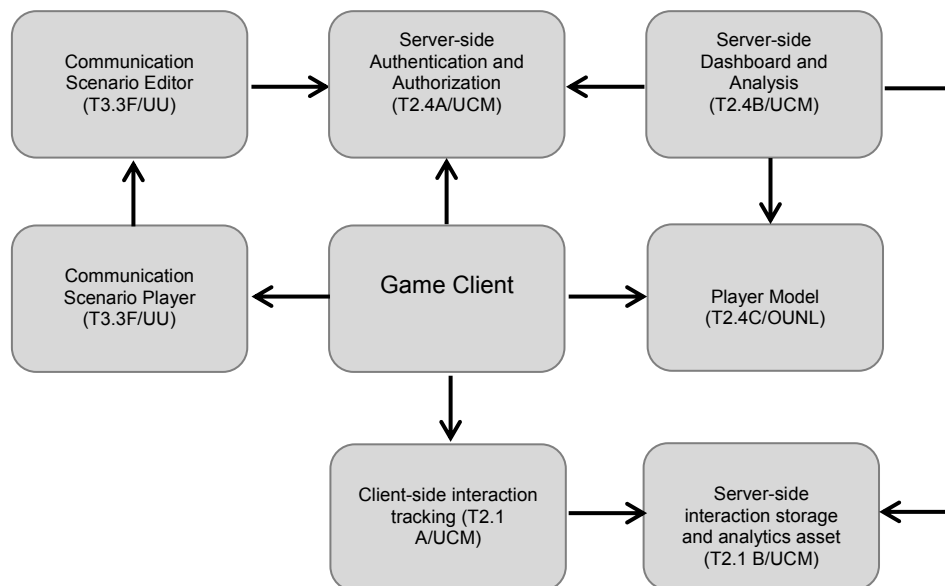 Communication
Scenario Editor
(T3.3F/UU)
Server-side
Authentication and
Authorization
(T2.4A/UCM)
Server-side
Dashboard and
Analysis
(T2.4B/UCM)
Communication
Scenario Player
(T3.3F/UU)
Game Client
Player Model
(T2.4C/OUNL)
Client-side interaction
tracking (T2.1
A/UCM)
Server-side
interaction storage
and analytics asset
(T2.1 B/UCM)